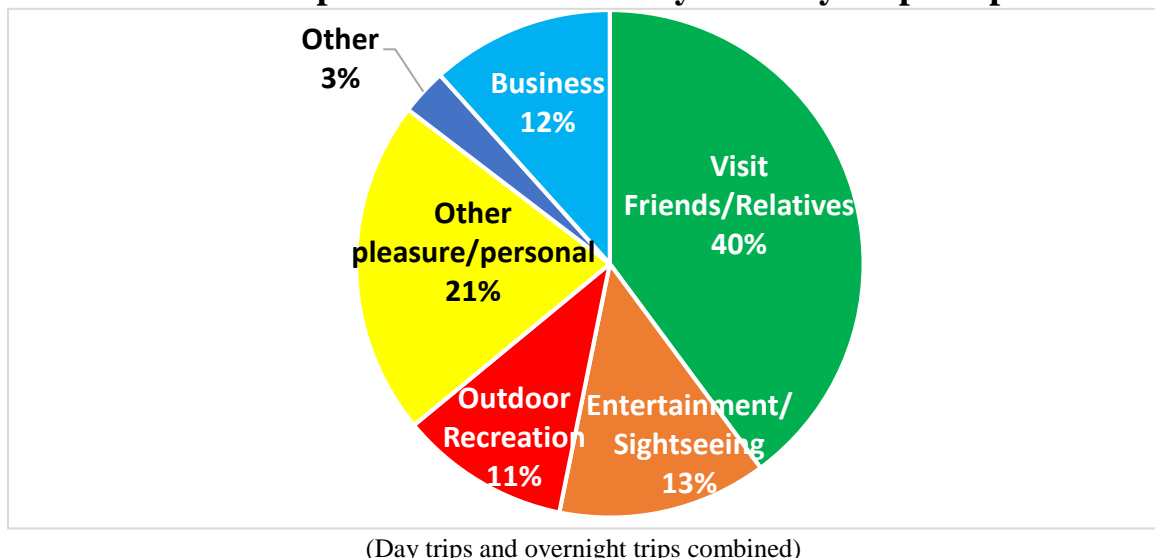 Other
3%
Business
12%
Visit
Friends/Relatives
40%
Other
pleasure/personal
21%
Outdoor
Recreation
11%
Entertainment/
Sightseeing
13%
(Day trips and overnight trips combined)